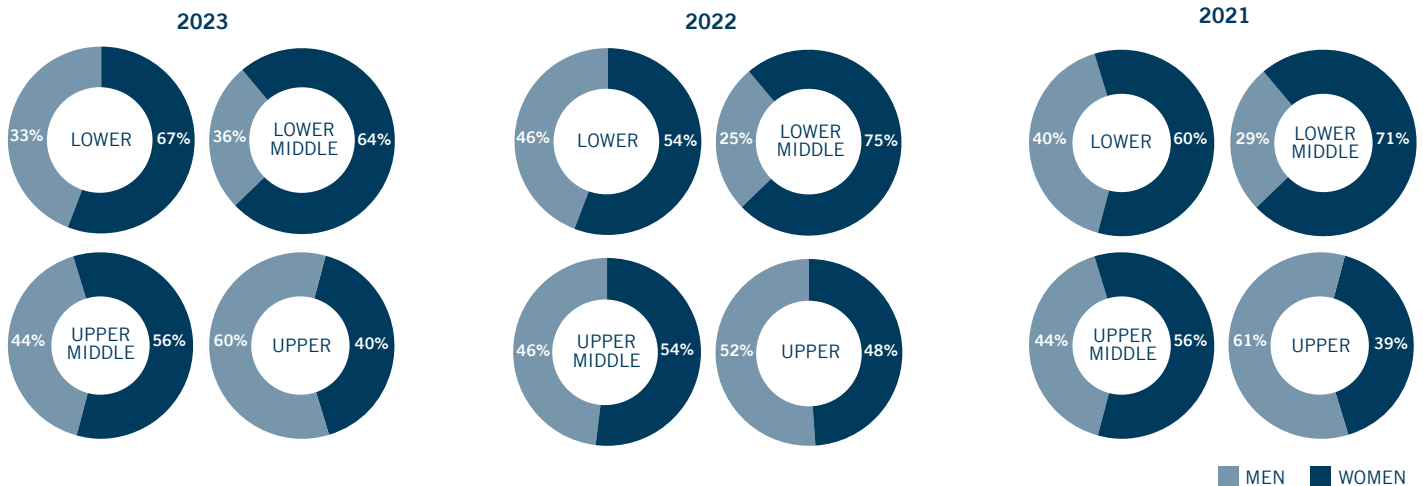 2023
33%
LOWER
67%
36%
LOWER
MIDDLE
64%
44%
UPPER
MIDDLE
56%
60%
UPPER
40%
2022
46%
LOWER
54%
25%
LOWER
MIDDLE
75%
46%
UPPER
MIDDLE
54%
52%
UPPER
48%
2021
40%
LOWER
60%
29%
LOWER
MIDDLE
71%
44%
UPPER
MIDDLE
56%
61%
UPPER
39%
MEN
WOMEN